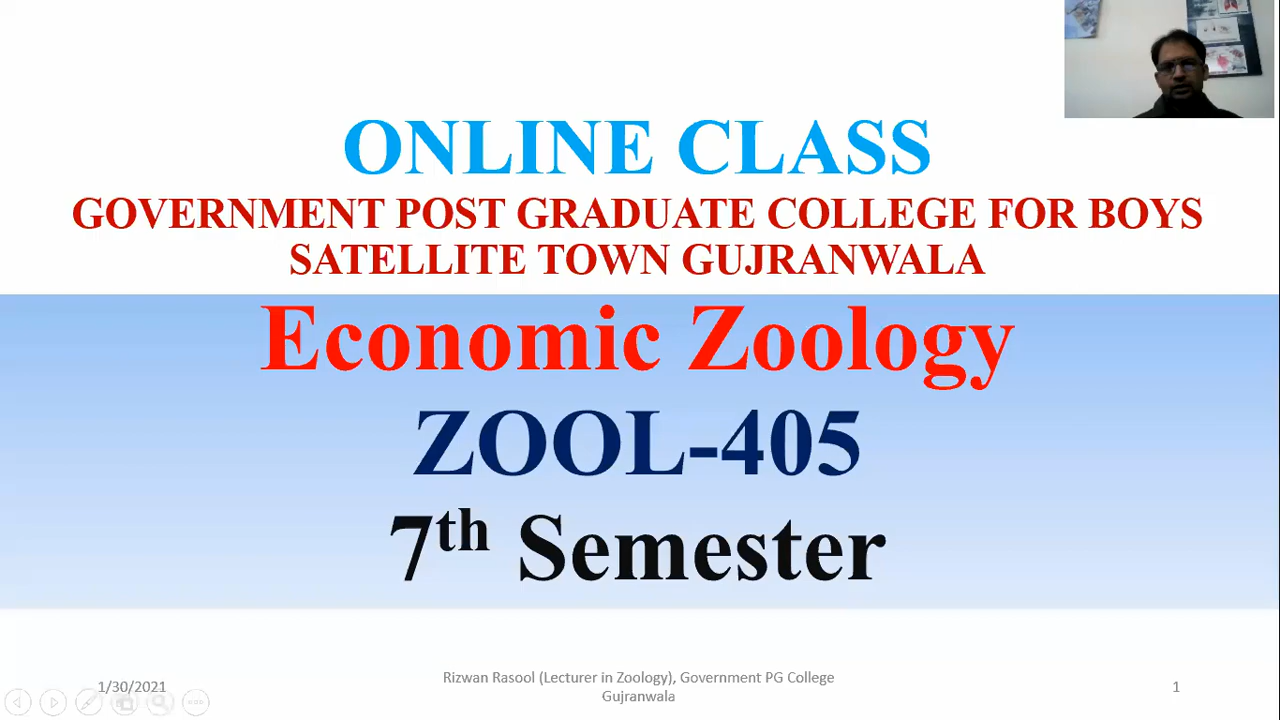 ONLINE CLASS
GOVERNMENT POST GRADUATE COLLEGE FOR BOYS
SATELLITE TOWN GUJRANWALA
Economic Zoology
ZOOL-405
7th Semester
1/30/2021
Rizwan Rasool (Lecturer in Zoology), Government PG College
Gujranwala
1